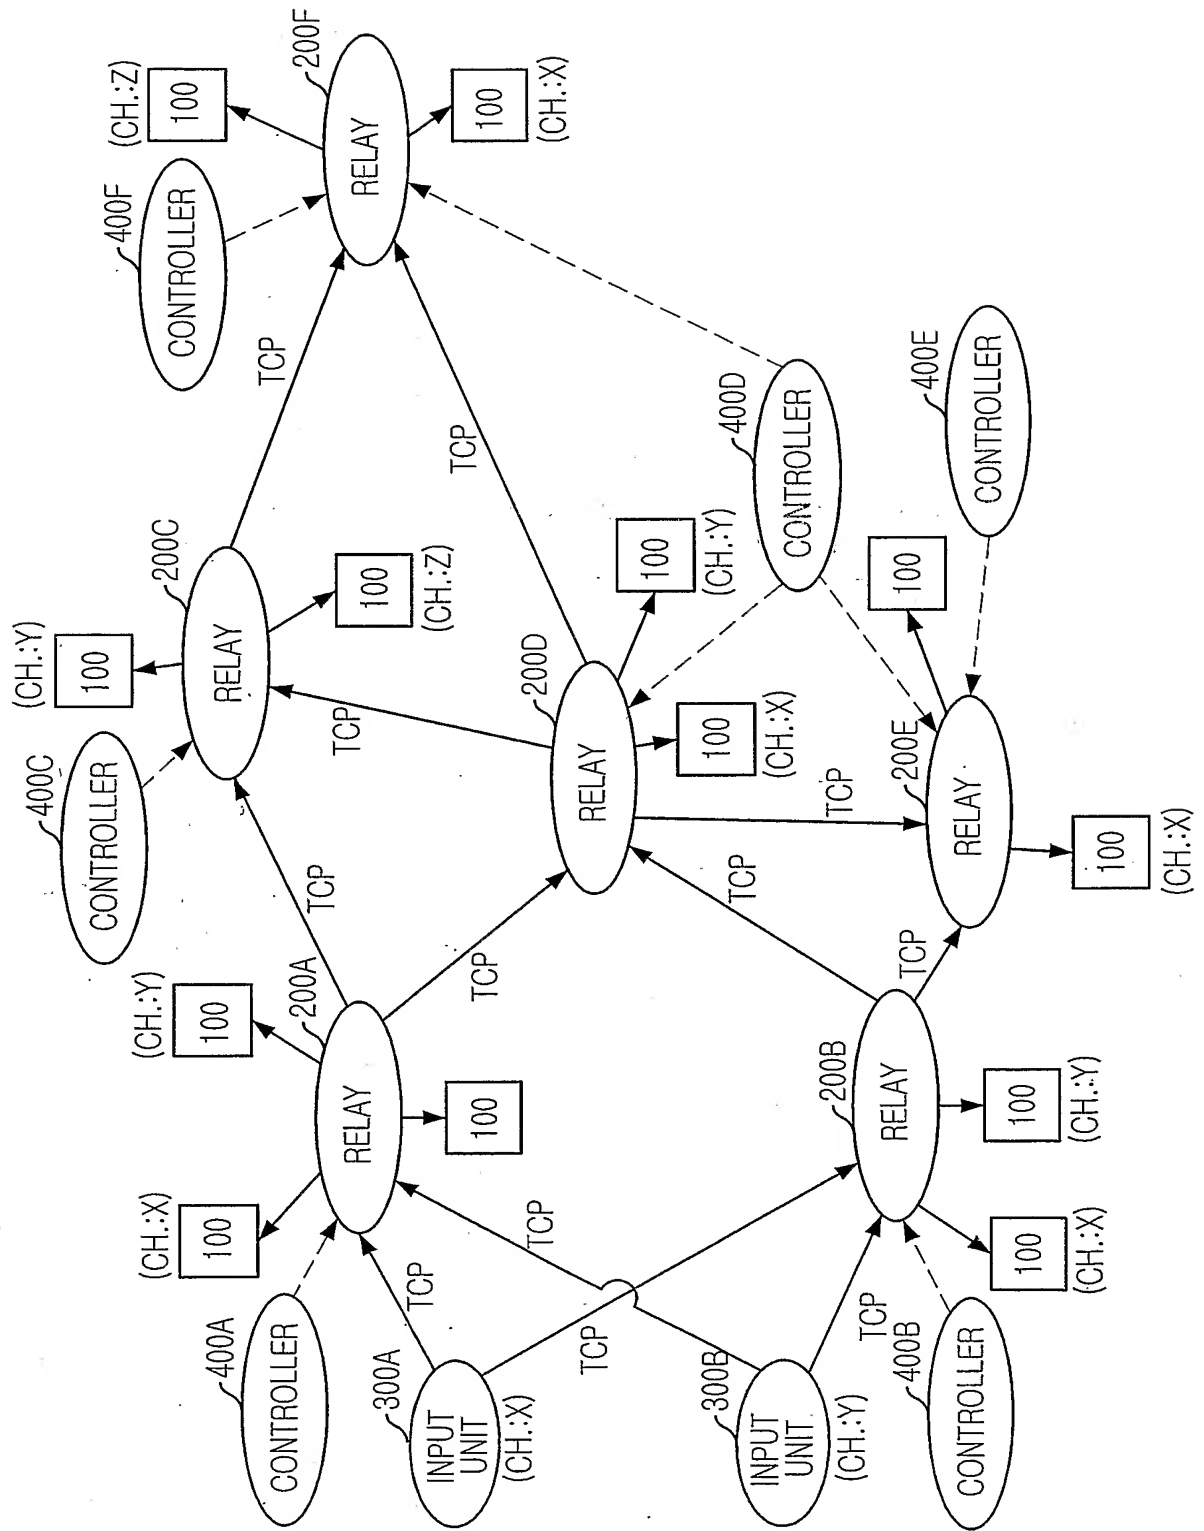 400A
CONTROLLER
300A
INPUT
UNIT
(CH.:X)
300B
INPUT
UNIT
(CH.:Y)
400B
CONTROLLER
TCP
TCP
TCP
TCP
(CH.:X)
100
(CH.:Y)
100
200A
RELAY
100
200B
RELAY
100
(CH.:X)
100
(CH.:Y)
TCP
TCP
TCP
TCP
400C
CONTROLLER
(CH.:Y)
100
200C
RELAY
100
(CH.:Z)
TCP
200D
RELAY
100
(CH.:X)
100
(CH.:Y)
TCP
200E
RELAY
100
100
(CH.:X)
400D
CONTROLLER
400E
CONTROLLER
TCP
TCP
400F
CONTROLLER
(CH.:Z)
100
200F
RELAY
100
(CH.:X)